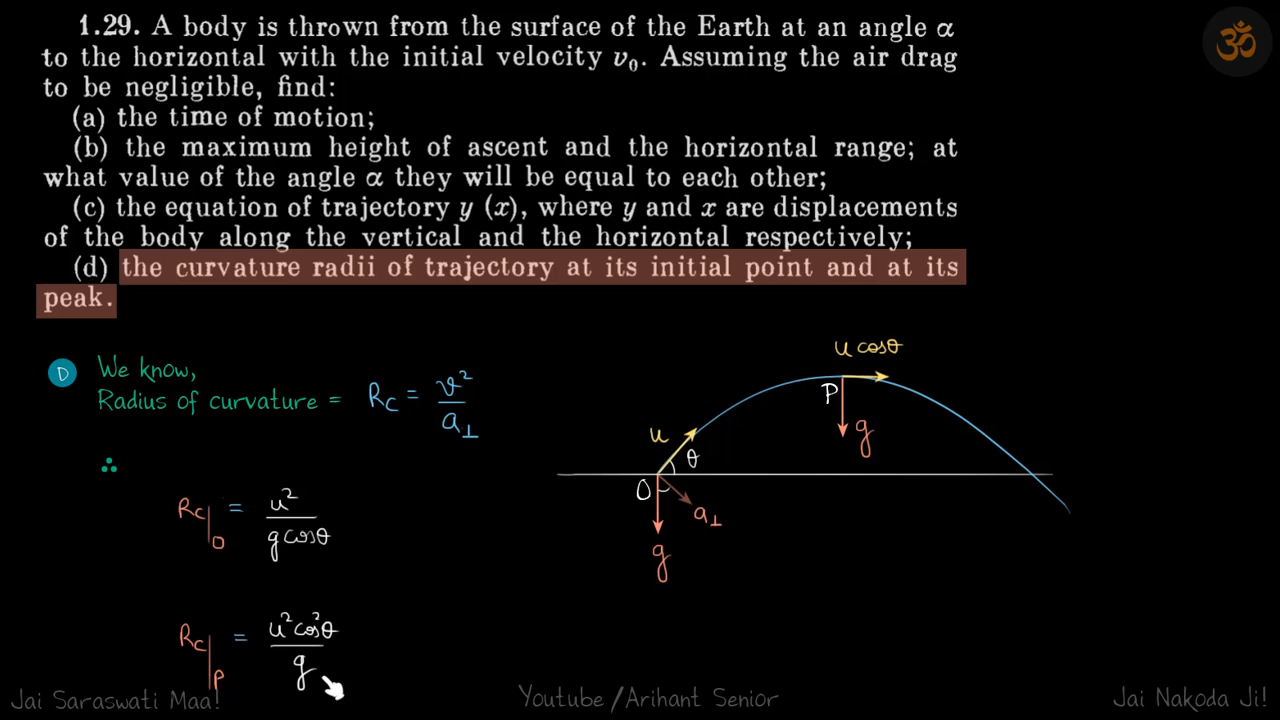 1.29. A body is thrown from the surface of the Earth at an angle α
to the horizontal with the initial velocity v₀. Assuming the air drag
to be negligible, find:
(a) the time of motion;
(b) the maximum height of ascent and the horizontal range; at
what value of the angle α they will be equal to each other;
(c) the equation of trajectory y (x), where y and x are displacements
of the body along the vertical and the horizontal respectively;
(d) the curvature radii of trajectory at its initial point and at its
peak.
ॐ
D We know,
Radius of curvature = R_C = v²/a⊥
∴
R_C|_O = u²/g cosθ
R_C|_P = u²cos²θ/g
u cosθ
P
g
u
θ
O
a⊥
g
Jai Saraswati Maa! Youtube /Arihant Senior Jai Nakoda Ji!